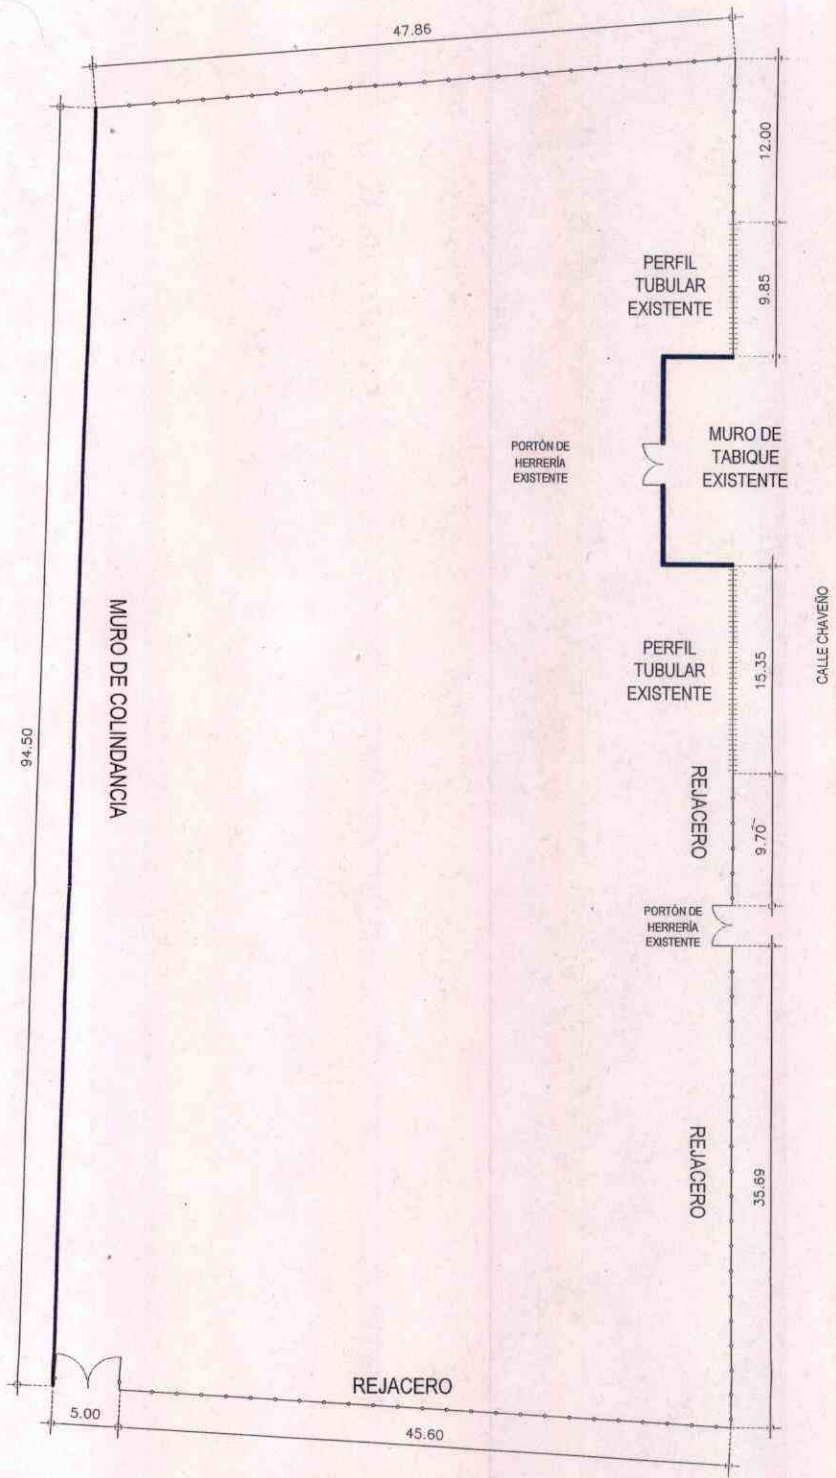 47.86
12.00
PERFIL
TUBULAR
EXISTENTE
9.85
PORTÓN DE
HERRERÍA
EXISTENTE
MURO DE
TABIQUE
EXISTENTE
CALLE CHAVEÑO
MURO DE COLINDANCIA
94.50
PERFIL
TUBULAR
EXISTENTE
15.35
REJACERO
9.70
PORTÓN DE
HERRERÍA
EXISTENTE
REJACERO
35.69
REJACERO
5.00
45.60